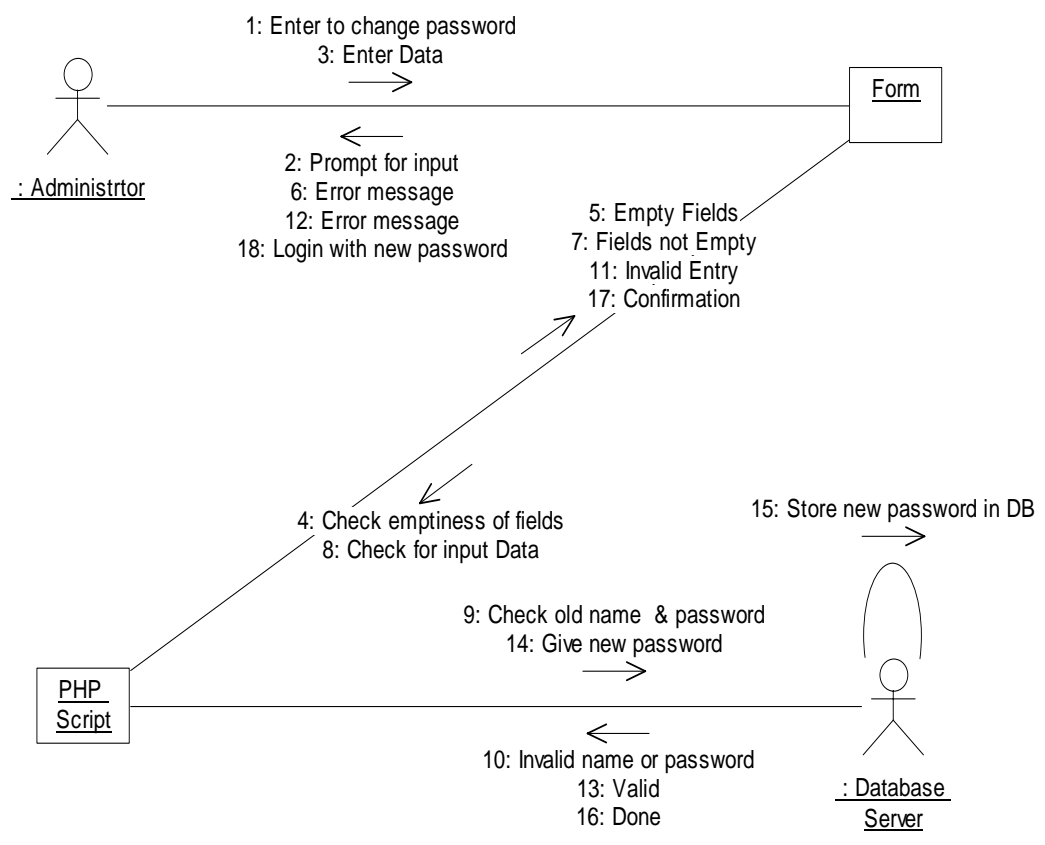 1: Enter to change password
3: Enter Data
Form
: Administrtor
2: Prompt for input
6: Error message
12: Error message
18: Login with new password
5: Empty Fields
7: Fields not Empty
11: Invalid Entry
17: Confirmation
4: Check emptiness of fields
8: Check for input Data
15: Store new password in DB
9: Check old name & password
14: Give new password
PHP
Script
10: Invalid name or password
13: Valid
16: Done
: Database
Server